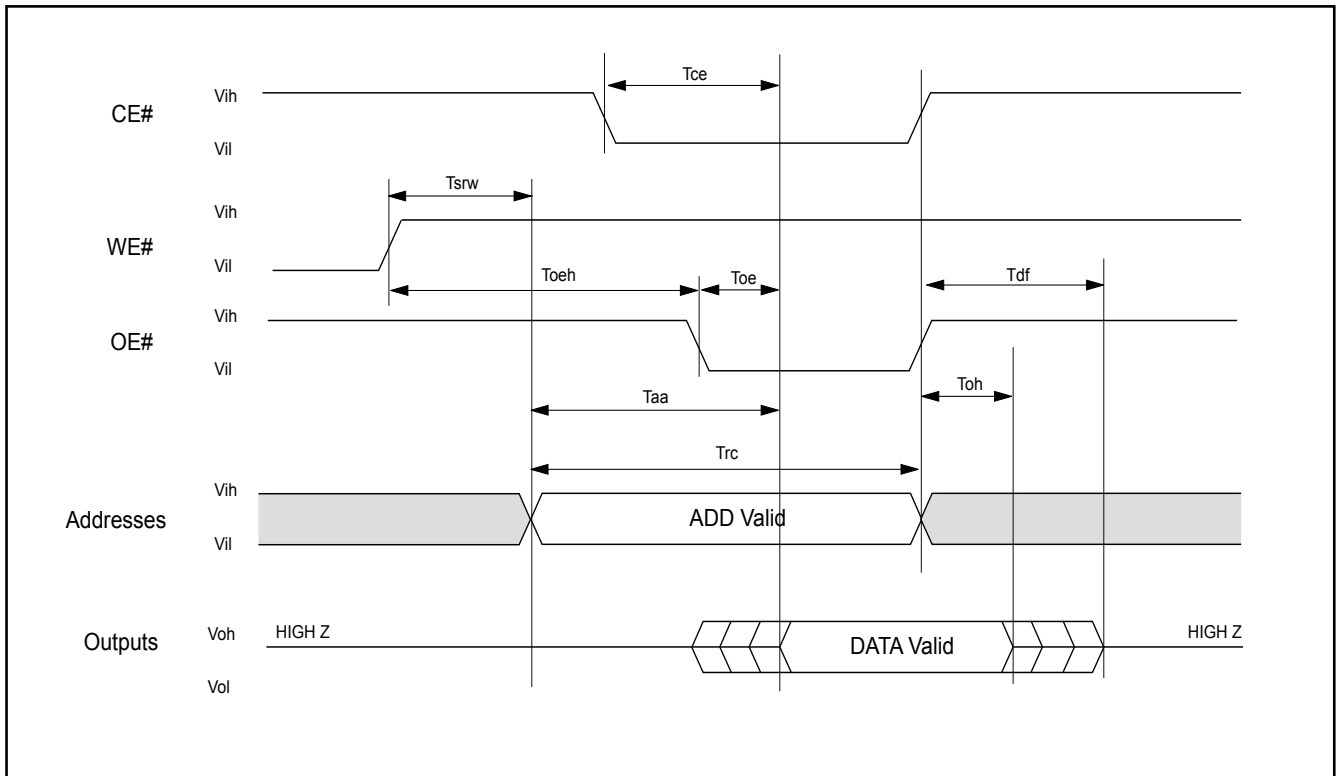 Tce
Vih
CE#
Vil
Tsrw
Vih
WE#
Vil
Toeh
Toe
Tdf
Vih
OE#
Vil
Toh
Taa
Trc
Vih
Addresses
ADD Valid
Vil
Outputs
Voh
HIGH Z
DATA Valid
HIGH Z
Vol